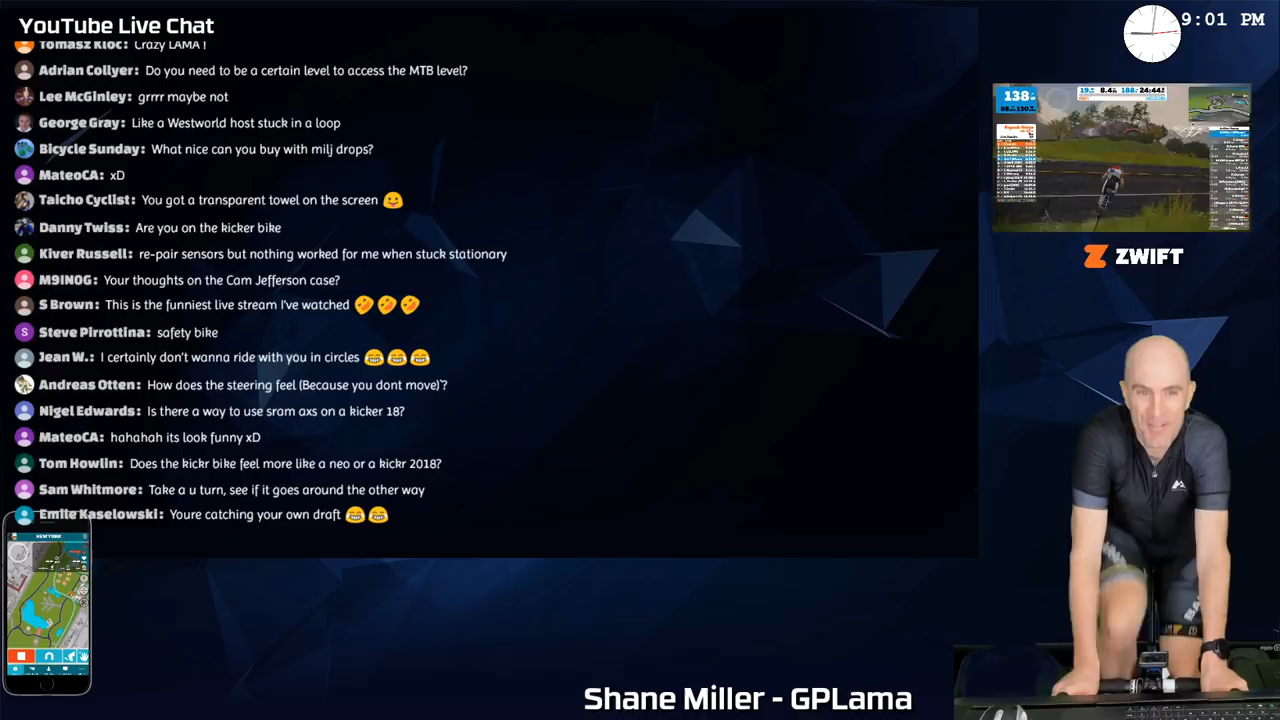 YouTube Live Chat
Tomasz Kloc: Crazy LAMA !
Adrian Collyer: Do you need to be a certain level to access the MTB level?
Lee McGinley: grrrr maybe not
George Gray: Like a Westworld host stuck in a lap
Bicycle Sunday: What nice can you buy with milj drops?
MateoCA: xD
Taicho Cyclist: You got a transparent tower in the screen 😛
Danny Twiss: Are you on the kicker bike
Kiver Russell: re-pair sensors but nothing worked for me when stuck stationary
M9INOG: Your thoughts on the Cam Jefferson case?
S Brown: This is the funniest live stream I've watched 🤣🤣🤣
Steve Pirrottina: safety bike
Jean W.: I certainly don't wanna ride with you in circles 😂😂😂
Andreas Otten: How does the steering feel (Because you dont move)?
Nigel Edwards: Is there a way to use sram axs on a kicker 18?
MateoCA: hahahah its look funny xD
Tom Howlin: Does the kickr bike feel more like a neo or a kickr 2018?
Sam Whitmore: Take a u turn, see if it goes around the other way
Emile Kaselowski: Youre catching your own draft 😂😂
NEW YORK
9:01 PM
138
8.4
188
24:44
ZWIFT
Shane Miller - GPLama